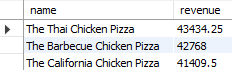 name revenue
The Thai Chicken Pizza 43434.25
The Barbecue Chicken Pizza 42768
The California Chicken Pizza 41409.5